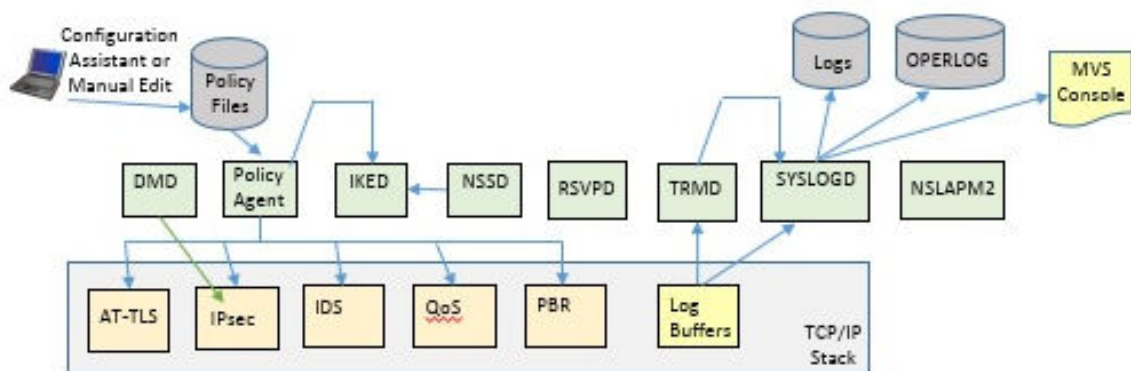 Configuration
Assistant or
Manual Edit
Policy
Files
Logs
OPERLOG
MVS
Console
DMD
Policy
Agent
IKED
NSSD
RSVPD
TRMD
SYSLOGD
NSLAPM2
AT-TLS
IPsec
IDS
QoS
PBR
Log
Buffers
TCP/IP
Stack